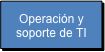 Operación y
soporte de TI